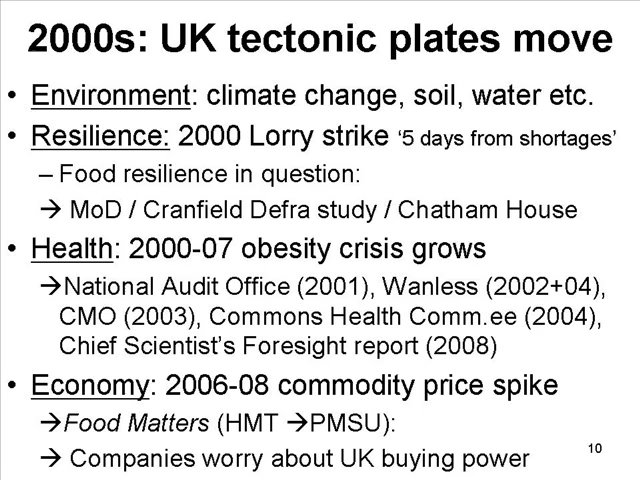 2000s: UK tectonic plates move
• Environment: climate change, soil, water etc.
• Resilience: 2000 Lorry strike ‘5 days from shortages’
– Food resilience in question:
→ MoD / Cranfield Defra study / Chatham House
• Health: 2000-07 obesity crisis grows
→National Audit Office (2001), Wanless (2002+04),
CMO (2003), Commons Health Comm.ee (2004),
Chief Scientist’s Foresight report (2008)
• Economy: 2006-08 commodity price spike
→Food Matters (HMT →PMSU):
→ Companies worry about UK buying power
10